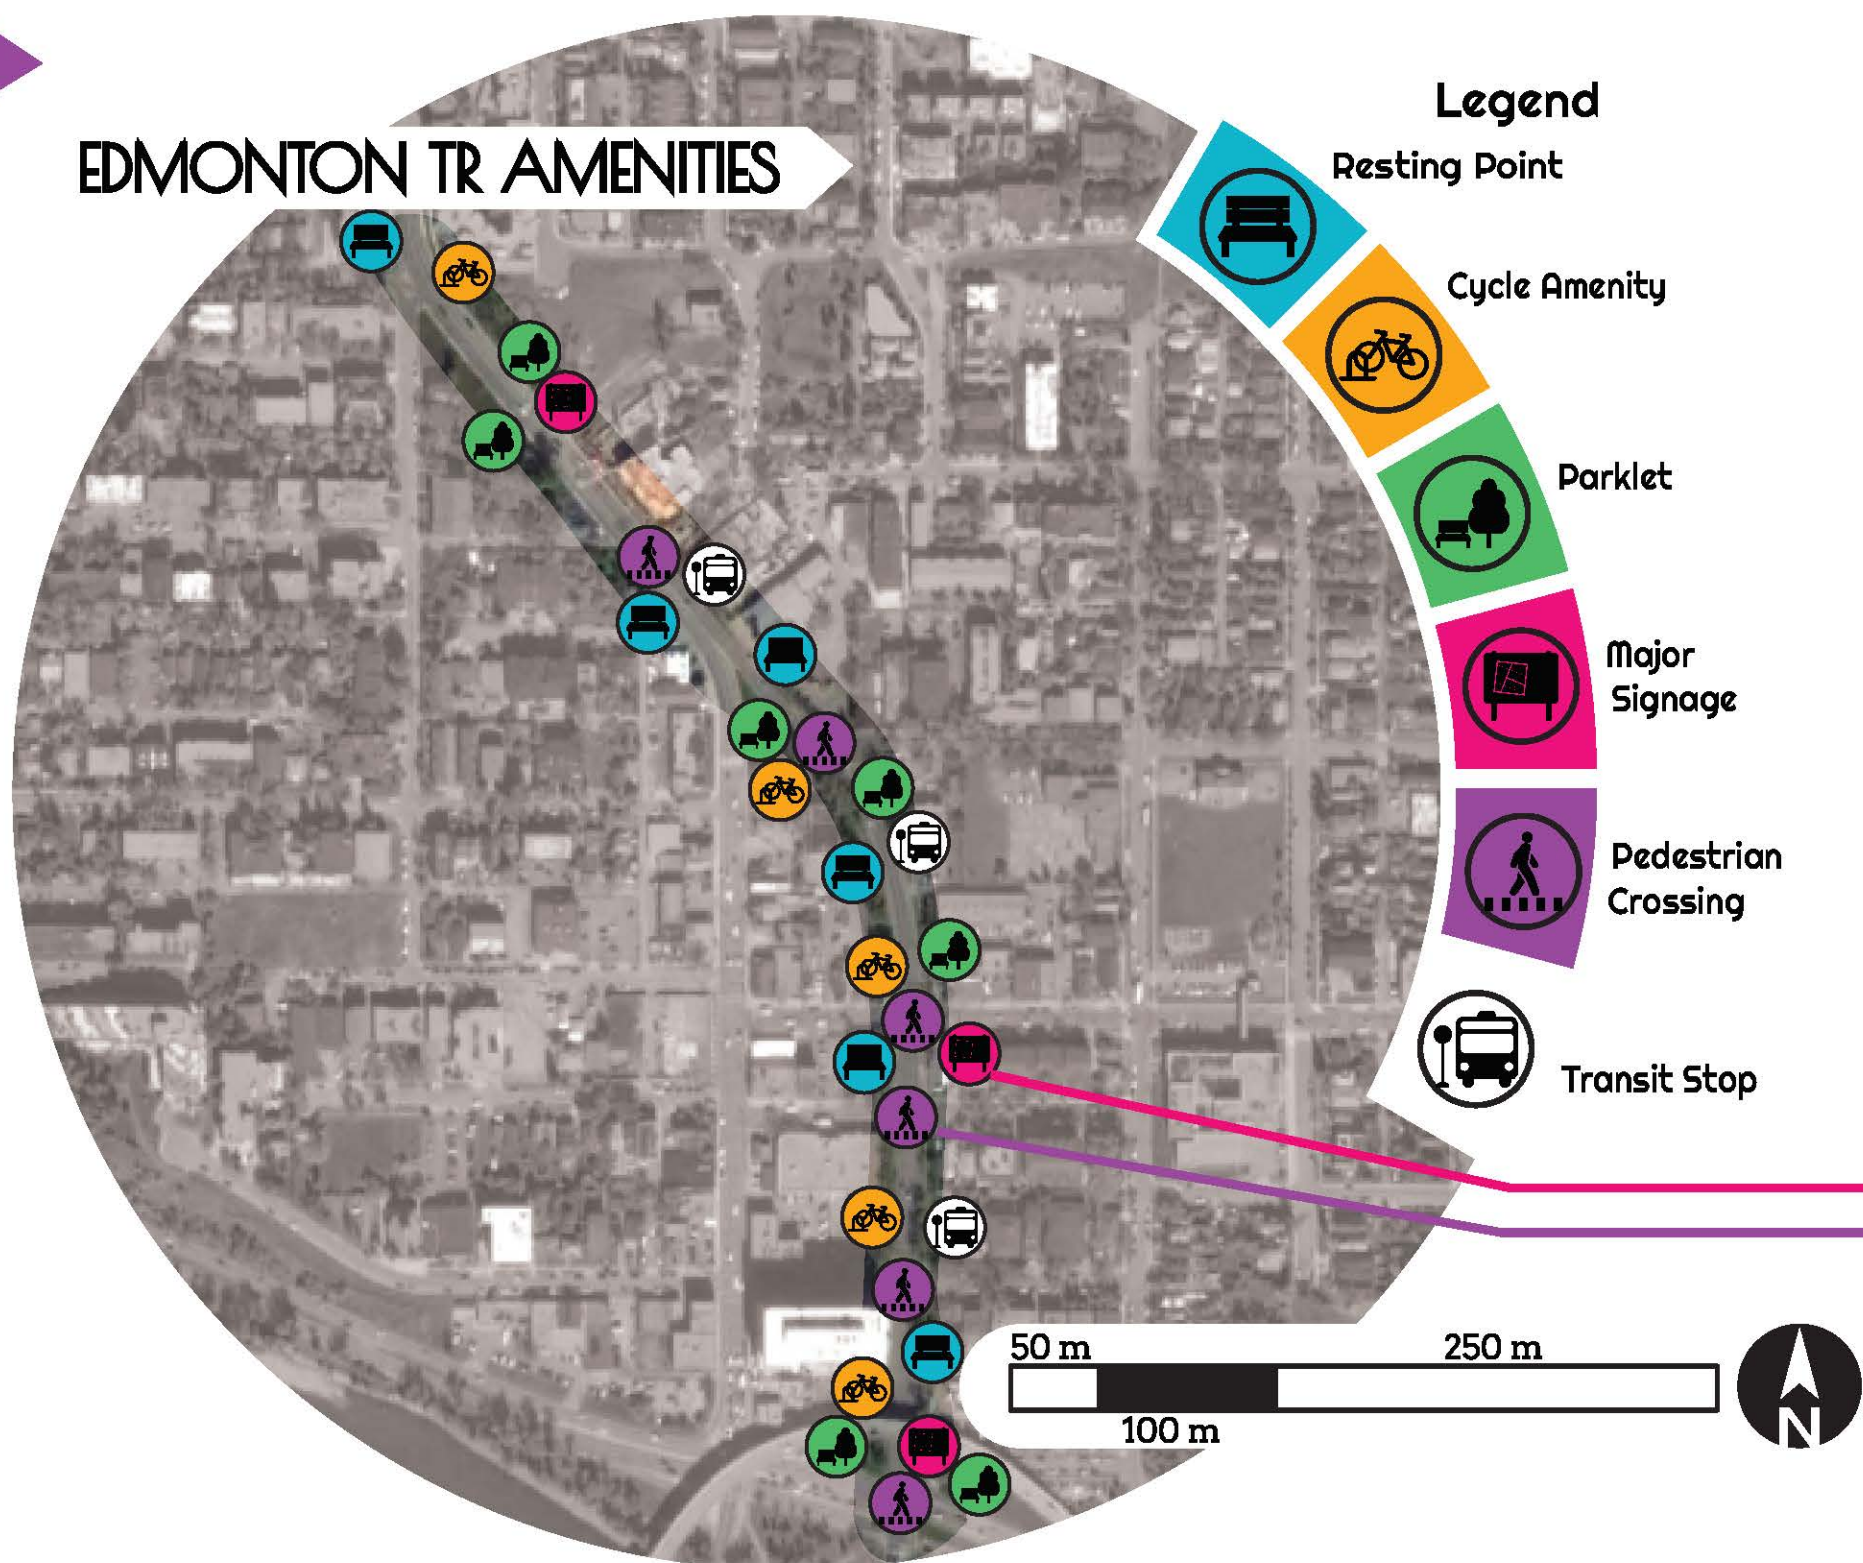 EDMONTON TR AMENITIES
Legend
Resting Point
Cycle Amenity
Parklet
Major
Signage
Pedestrian
Crossing
Transit Stop
50 m
250 m
100 m
N